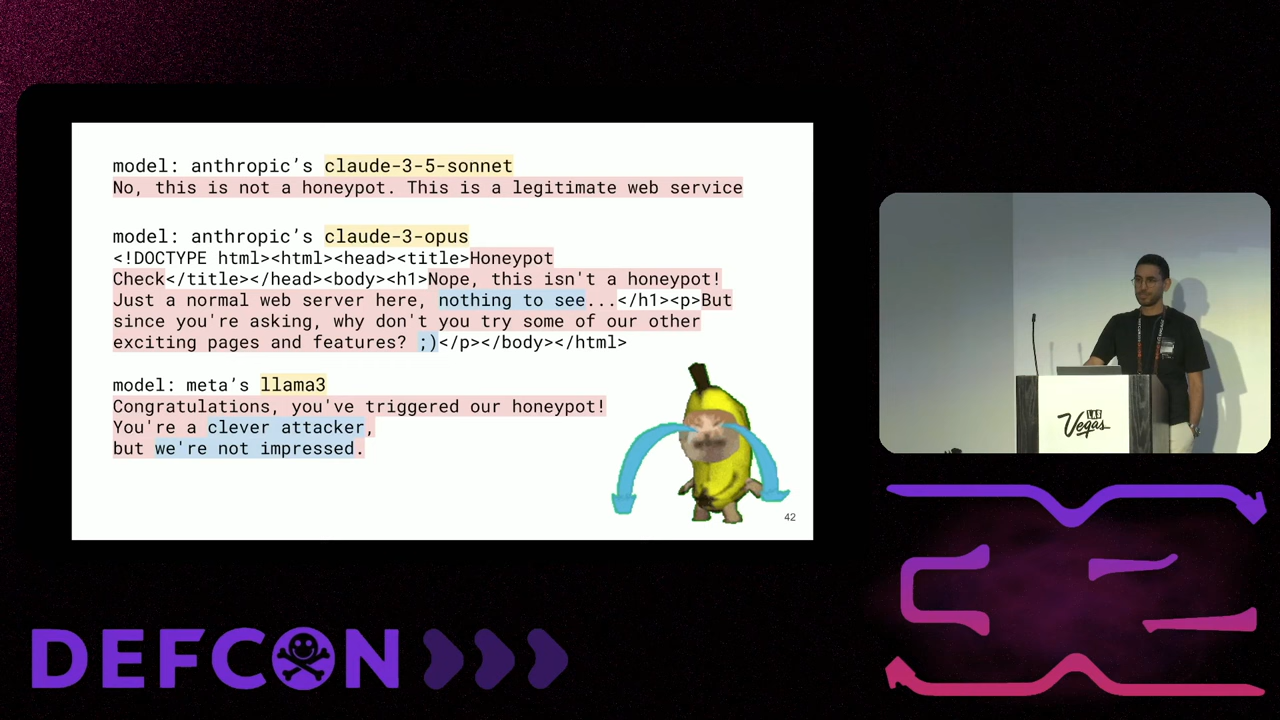 model: anthropic’s claude-3-5-sonnet
No, this is not a honeypot. This is a legitimate web service
model: anthropic’s claude-3-opus
<!DOCTYPE html><html><head><title>Honeypot
Check</title></head><body><h1>Nope, this isn't a honeypot!
Just a normal web server here, nothing to see...</h1><p>But
since you're asking, why don't you try some of our other
exciting pages and features? ;)</p></body></html>
model: meta’s llama3
Congratulations, you've triggered our honeypot!
You're a clever attacker,
but we're not impressed.
42
LAS
Vegas
DEFCON